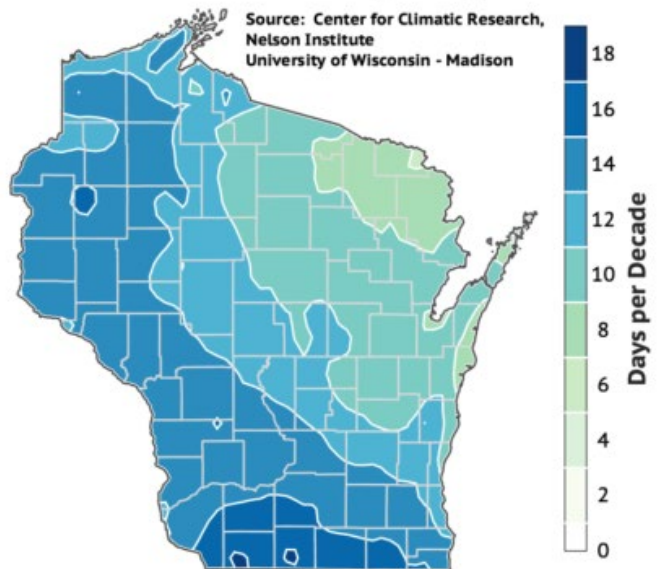 Source: Center for Climatic Research,
Nelson Institute
University of Wisconsin - Madison
18
16
14
12
10
8
6
4
2
0
Days per Decade